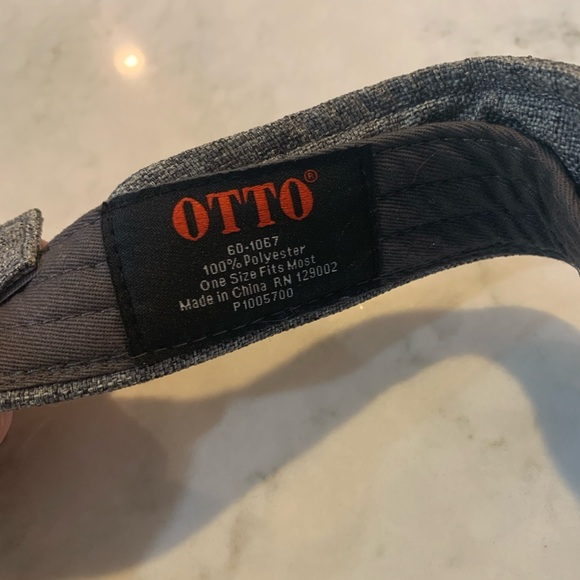 OTTO®
60-1067
100% Polyester
One Size Fits Most
Made in China RN 129002
P1005700